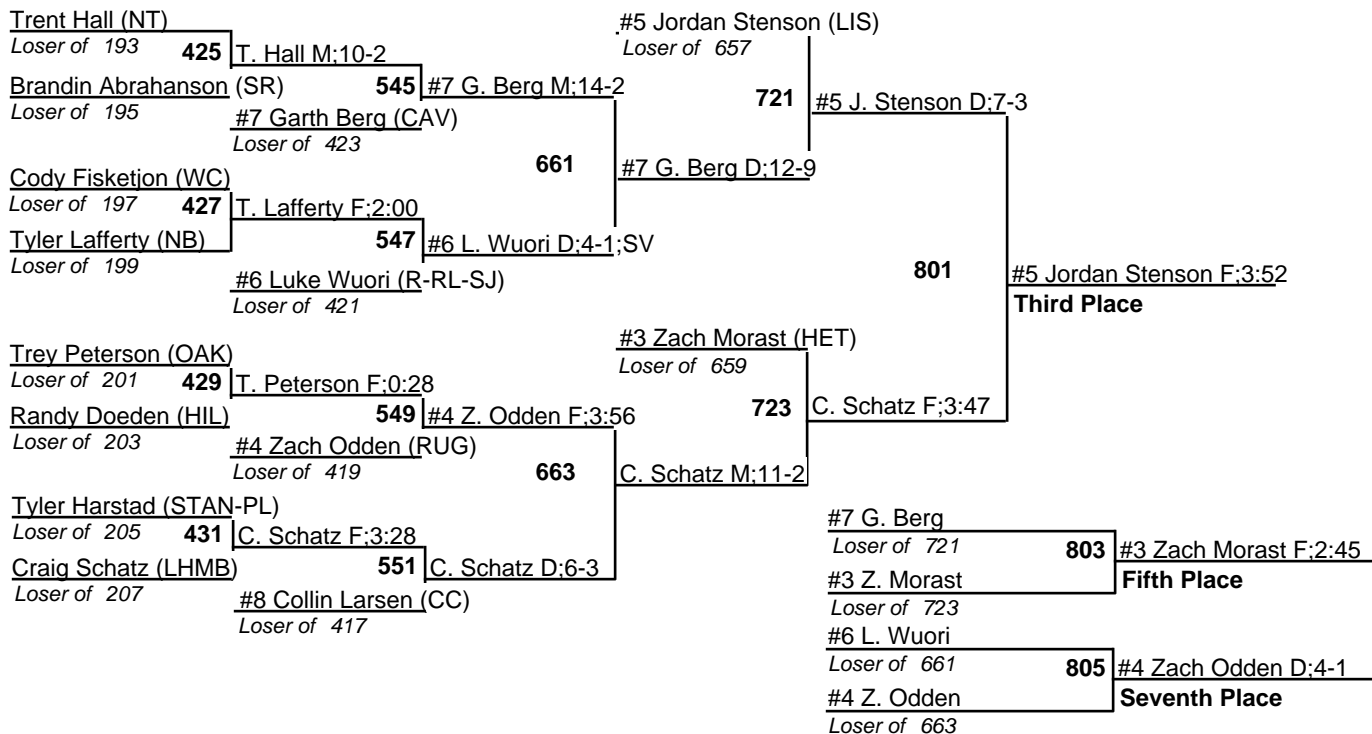 Trent Hall (NT)
Loser of 193
425
T. Hall M;10-2
Brandin Abrahanson (SR)
Loser of 195
545
#7 G. Berg M;14-2
#7 Garth Berg (CAV)
Loser of 423
661
Cody Fisketjon (WC)
Loser of 197
427
T. Lafferty F;2:00
Tyler Lafferty (NB)
Loser of 199
547
#6 L. Wuori D;4-1;SV
#6 Luke Wuori (R-RL-SJ)
Loser of 421
#5 Jordan Stenson (LIS)
Loser of 657
721
#5 J. Stenson D;7-3
#7 G. Berg D;12-9
801
#5 Jordan Stenson F;3:52
Third Place
Trey Peterson (OAK)
Loser of 201
429
T. Peterson F;0:28
Randy Doeden (HIL)
Loser of 203
549
#4 Z. Odden F;3:56
#4 Zach Odden (RUG)
Loser of 419
663
Tyler Harstad (STAN-PL)
Loser of 205
431
C. Schatz F;3:28
Craig Schatz (LHMB)
Loser of 207
551
C. Schatz D;6-3
#8 Collin Larsen (CC)
Loser of 417
#3 Zach Morast (HET)
Loser of 659
723
C. Schatz F;3:47
C. Schatz M;11-2
#7 G. Berg
Loser of 721
803
#3 Zach Morast F;2:45
#3 Z. Morast
Fifth Place
Loser of 723
#6 L. Wuori
Loser of 661
805
#4 Zach Odden D;4-1
#4 Z. Odden
Seventh Place
Loser of 663